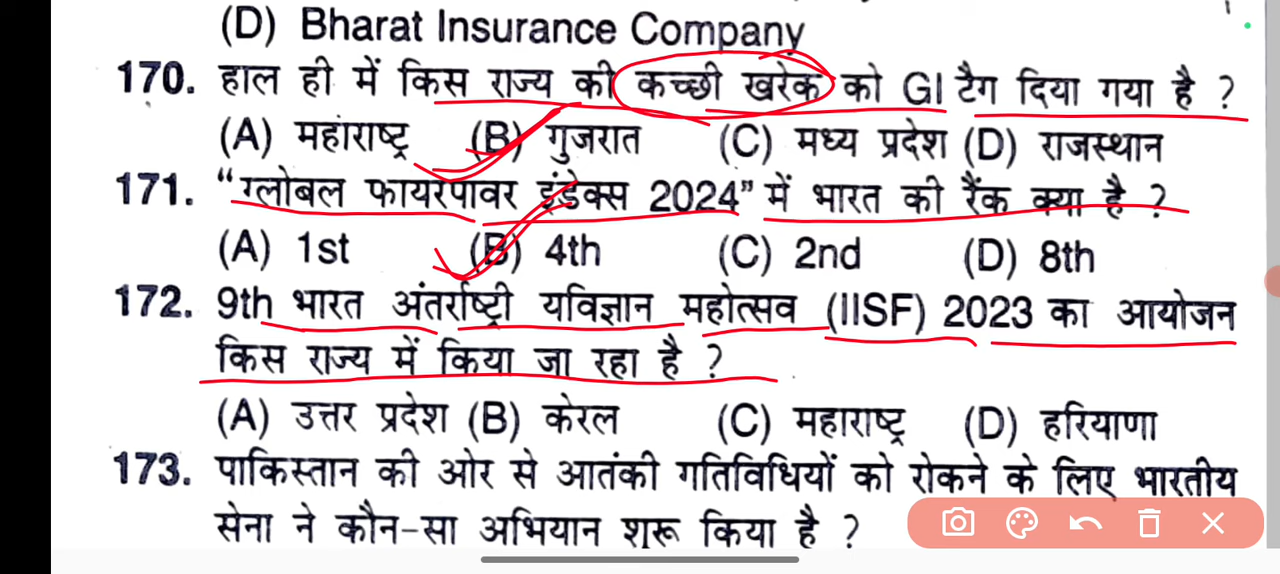 (D) Bharat Insurance Company
170. हाल ही में किस राज्य की कच्छी खरेक को GI टैग दिया गया है ?
(A) महाराष्ट्र (B) गुजरात (C) मध्य प्रदेश (D) राजस्थान
171. “ग्लोबल फायरपावर इंडेक्स 2024” में भारत की रैंक क्या है ?
(A) 1st (B) 4th (C) 2nd (D) 8th
172. 9th भारत अंतर्राष्ट्री यविज्ञान महोत्सव (IISF) 2023 का आयोजन
किस राज्य में किया जा रहा है ?
(A) उत्तर प्रदेश (B) केरल (C) महाराष्ट्र (D) हरियाणा
173. पाकिस्तान की ओर से आतंकी गतिविधियों को रोकने के लिए भारतीय
सेना ने कौन-सा अभियान शुरू किया है ?